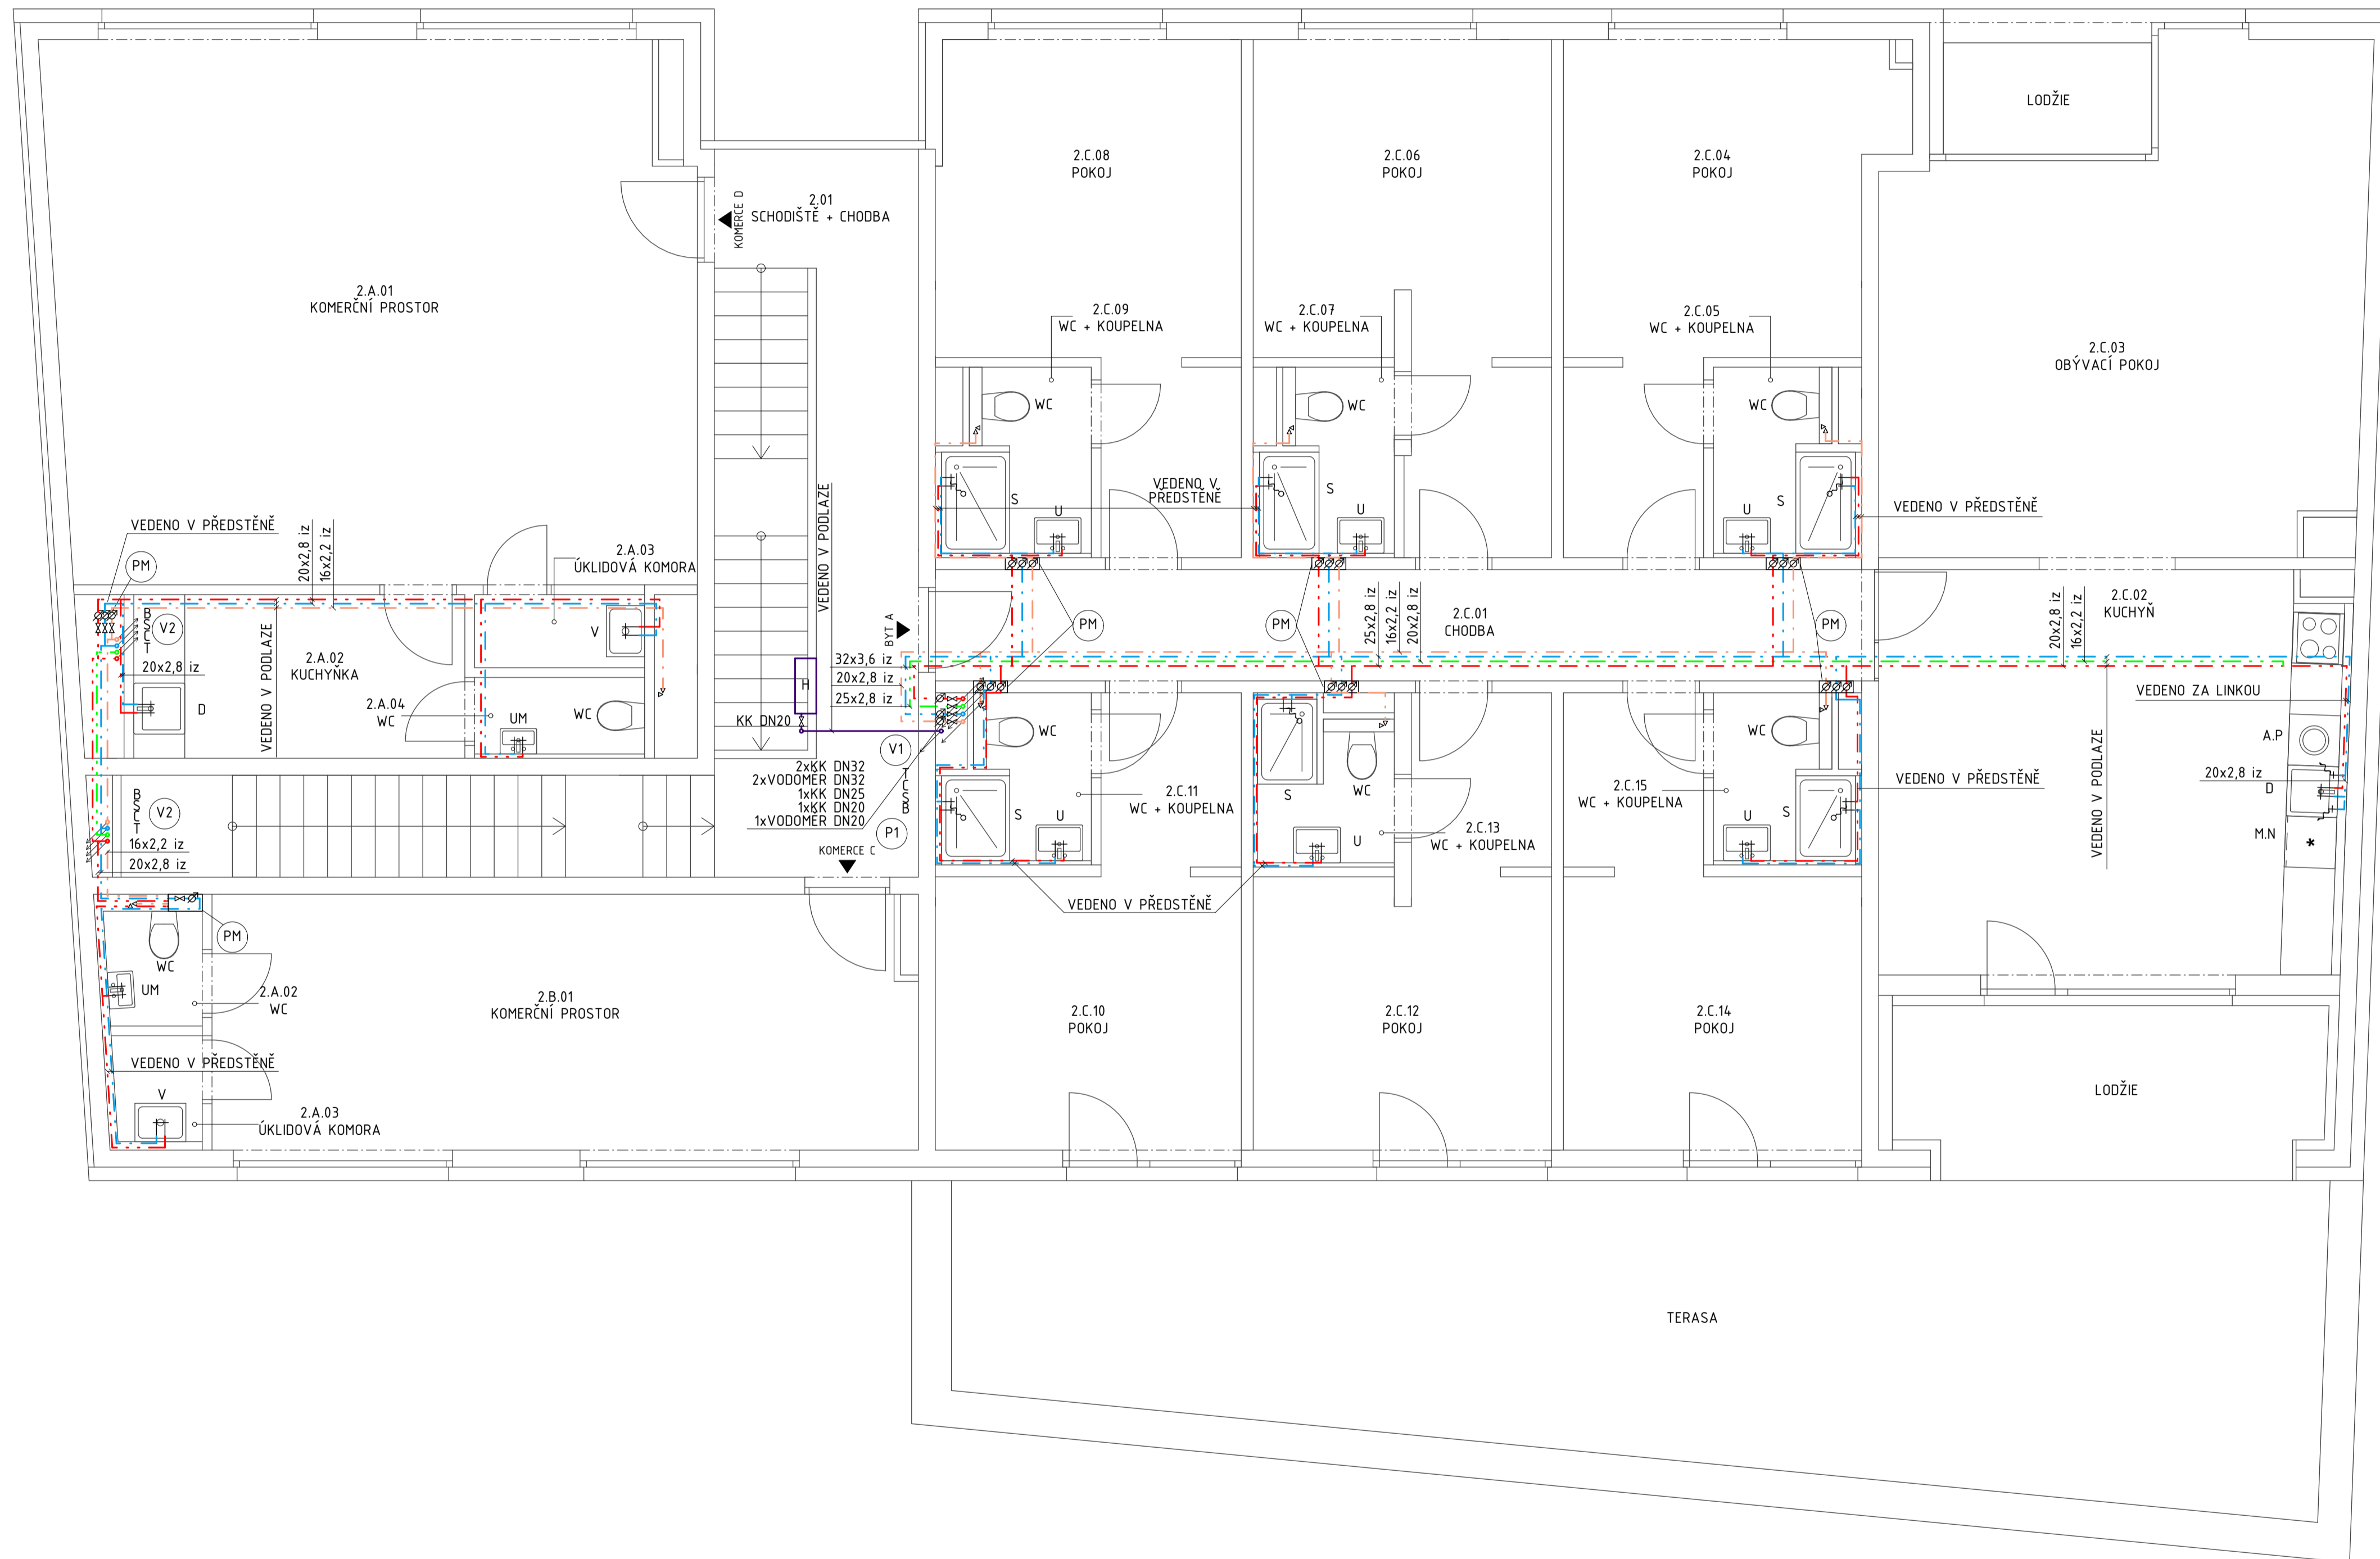 LODŽIE
2.C.08
POKOJ
2.C.06
POKOJ
2.C.04
POKOJ
KOMERCE D
2.01
SCHODIŠTĚ + CHODBA
2.A.01
KOMERČNÍ PROSTOR
2.C.09
WC + KOUPELNA
2.C.07
WC + KOUPELNA
2.C.05
WC + KOUPELNA
2.C.03
OBÝVACÍ POKOJ
WC
WC
WC
VEDENO V PODLAZE
VEDENO V
PŘEDSTĚNĚ
S
U
S
U
U
S
VEDENO V PŘEDSTĚNĚ
VEDENO V PŘEDSTĚNĚ
20x2,8 iz
16x2,2 iz
PM
2.A.03
ÚKLIDOVÁ KOMORA
B
S
Č
T
V2
V
20x2,8 iz
VEDENO V PODLAZE
2.A.02
KUCHYŇKA
D
2.A.04
WC
UM
WC
BYT A
PM
PM
PM
25x2,8 iz
16x2,2 iz
20x2,8 iz
2.C.01
CHODBA
20x2,8 iz
16x2,2 iz
2.C.02
KUCHYŇ
32x3,6 iz
20x2,8 iz
25x2,8 iz
H
KK DN20
V1
2xKK DN32
2xVODOMĚR DN32
1xKK DN25
1xKK DN20
1xVODOMĚR DN20
T
Č
S
B
P1
KOMERCE C
WC
S
U
2.C.11
WC + KOUPELNA
S
WC
U
2.C.13
WC + KOUPELNA
WC
2.C.15
WC + KOUPELNA
U
S
VEDENO V PŘEDSTĚNĚ
VEDENO ZA LINKOU
VEDENO V PODLAZE
A.P
20x2,8 iz
D
M.N
*
B
S
Č
T
V2
16x2,2 iz
20x2,8 iz
VEDENO V PŘEDSTĚNĚ
PM
WC
UM
2.A.02
WC
2.B.01
KOMERČNÍ PROSTOR
VEDENO V PŘEDSTĚNĚ
V
2.A.03
ÚKLIDOVÁ KOMORA
2.C.10
POKOJ
2.C.12
POKOJ
2.C.14
POKOJ
LODŽIE
TERASA